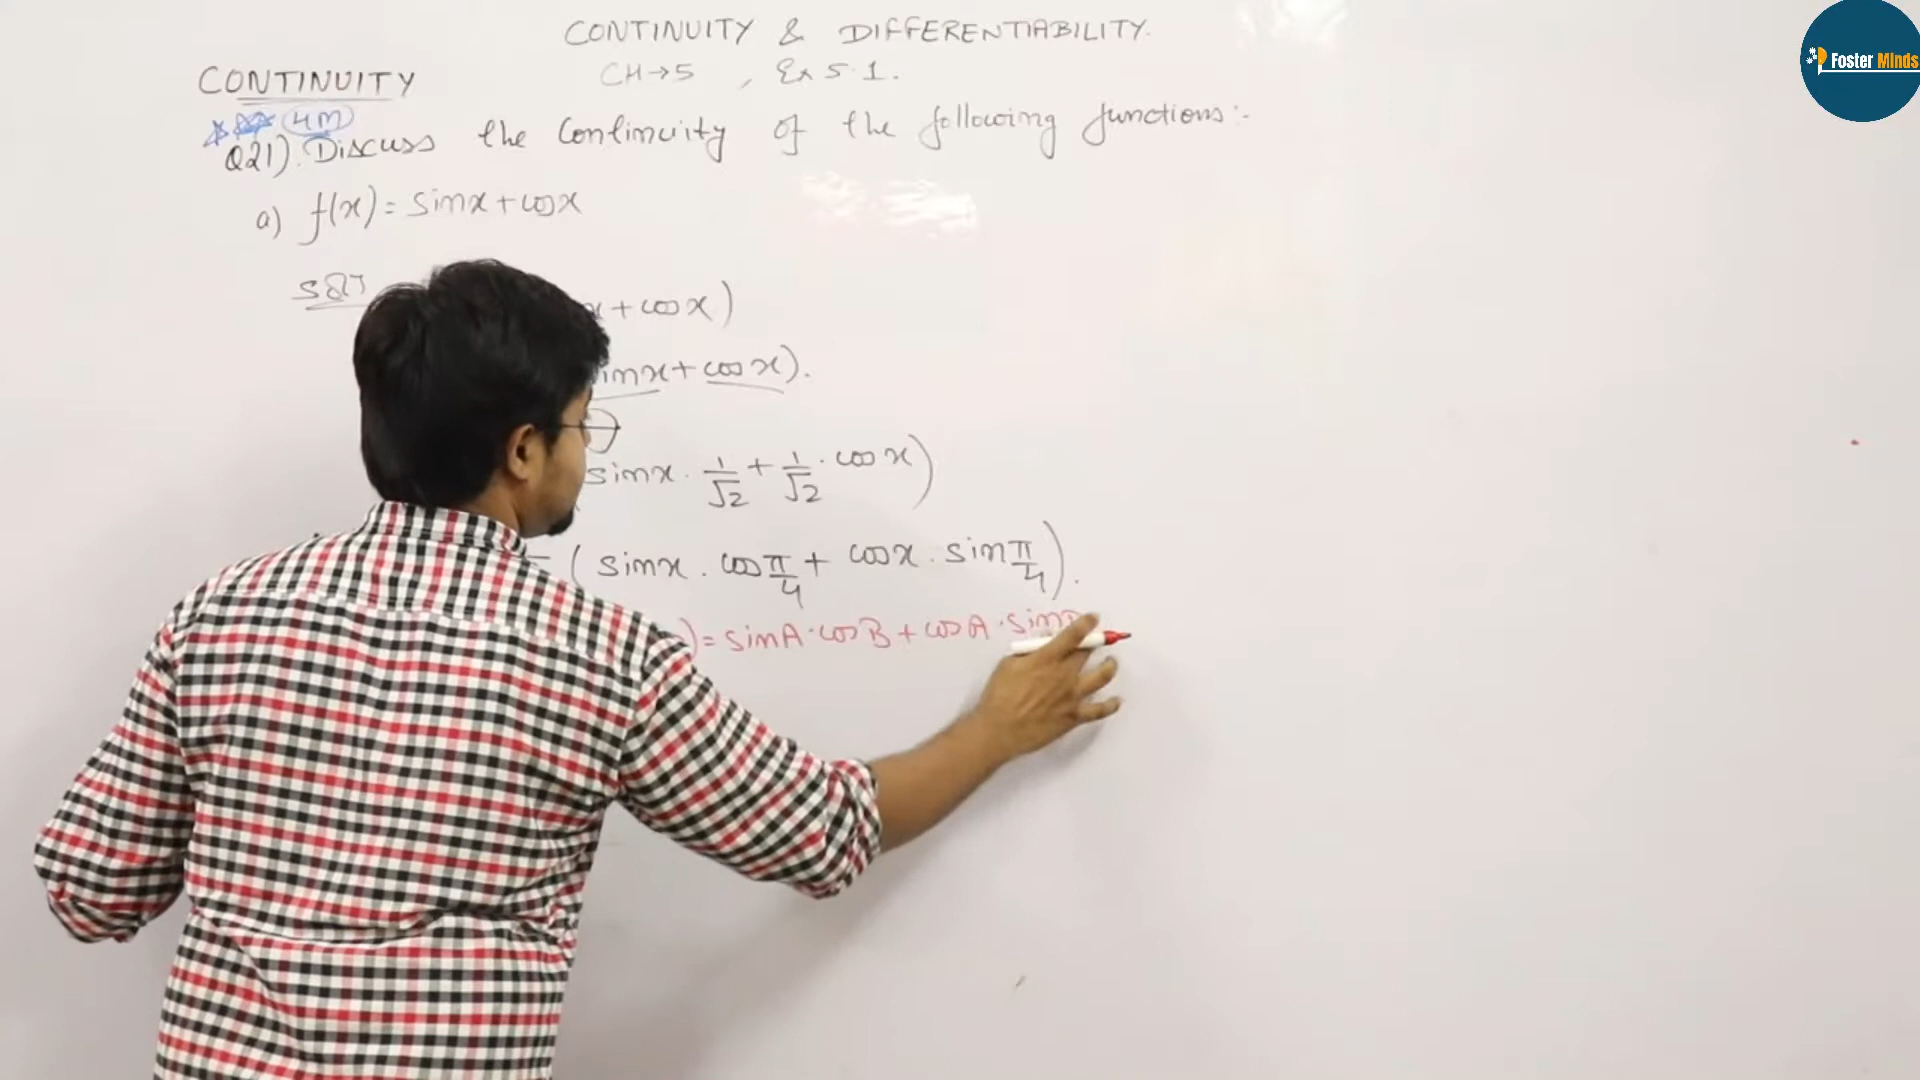 CONTINUITY & DIFFERENTIABILITY.
CH→5 , Ex 5.1.
CONTINUITY
4M
Q21). Discuss the continuity of the following functions:-
a) f(x) = sinx + cosx
Sol
x + cosx)
sinx + cosx).
sinx · 1/√2 + 1/√2 · cosx)
= (sinx . cos π/4 + cosx . sin π/4).
) = sinA · cosB + cosA · sin
Foster Minds